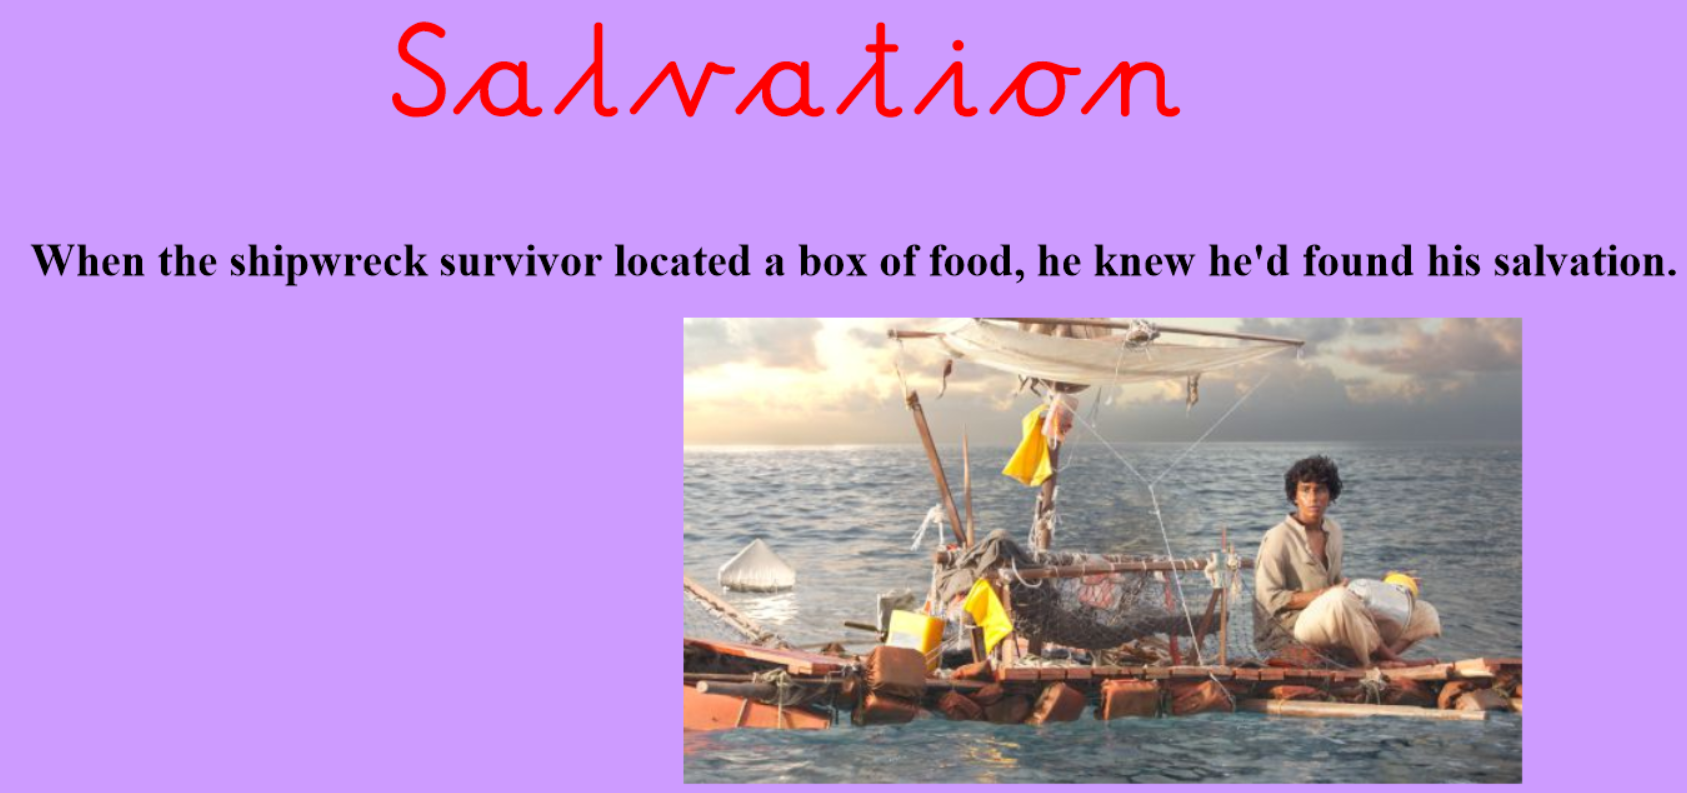 Salvation
When the shipwreck survivor located a box of food, he knew he'd found his salvation.